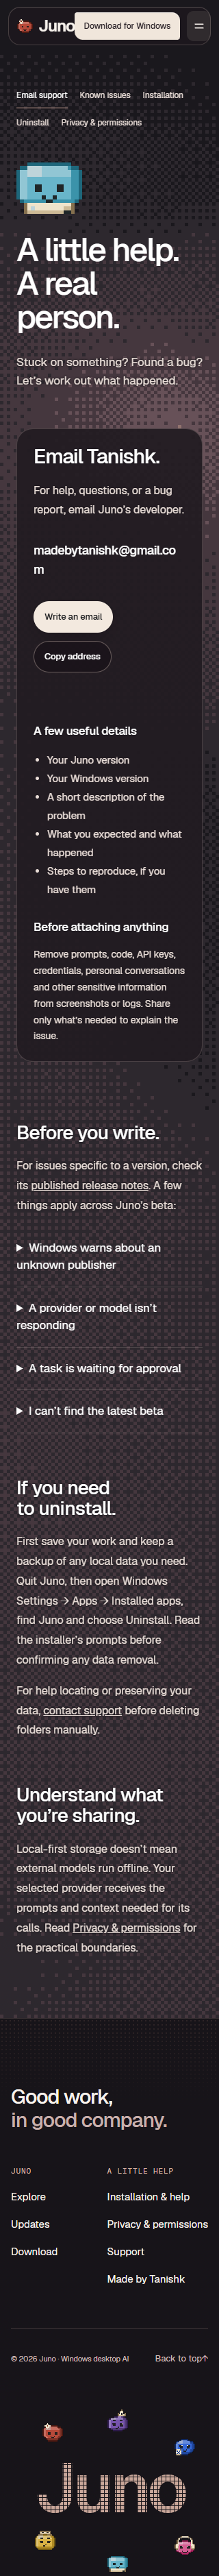 Juno
Download for Windows
Email support
Known issues
Installation
Uninstall
Privacy & permissions
A little help.
A real
person.
Stuck on something? Found a bug?
Let’s work out what happened.
Email Tanishk.
For help, questions, or a bug
report, email Juno’s developer.
madebytanishk@gmail.co
m
Write an email
Copy address
A few useful details
• Your Juno version
• Your Windows version
• A short description of the
problem
• What you expected and what
happened
• Steps to reproduce, if you
have them
Before attaching anything
Remove prompts, code, API keys,
credentials, personal conversations
and other sensitive information
from screenshots or logs. Share
only what’s needed to explain the
issue.
Before you write.
For issues specific to a version, check
its published release notes. A few
things apply across Juno’s beta:
▶ Windows warns about an
unknown publisher
▶ A provider or model isn’t
responding
▶ A task is waiting for approval
▶ I can’t find the latest beta
If you need
to uninstall.
First save your work and keep a
backup of any local data you need.
Quit Juno, then open Windows
Settings → Apps → Installed apps,
find Juno and choose Uninstall. Read
the installer’s prompts before
confirming any data removal.
For help locating or preserving your
data, contact support before deleting
folders manually.
Understand what
you’re sharing.
Local-first storage doesn’t mean
external models run offline. Your
selected provider receives the
prompts and context needed for its
calls. Read Privacy & permissions for
the practical boundaries.
Good work,
in good company.
JUNO
Explore
Updates
Download
A LITTLE HELP
Installation & help
Privacy & permissions
Support
Made by Tanishk
© 2026 Juno · Windows desktop AI
Back to top↑
Juno